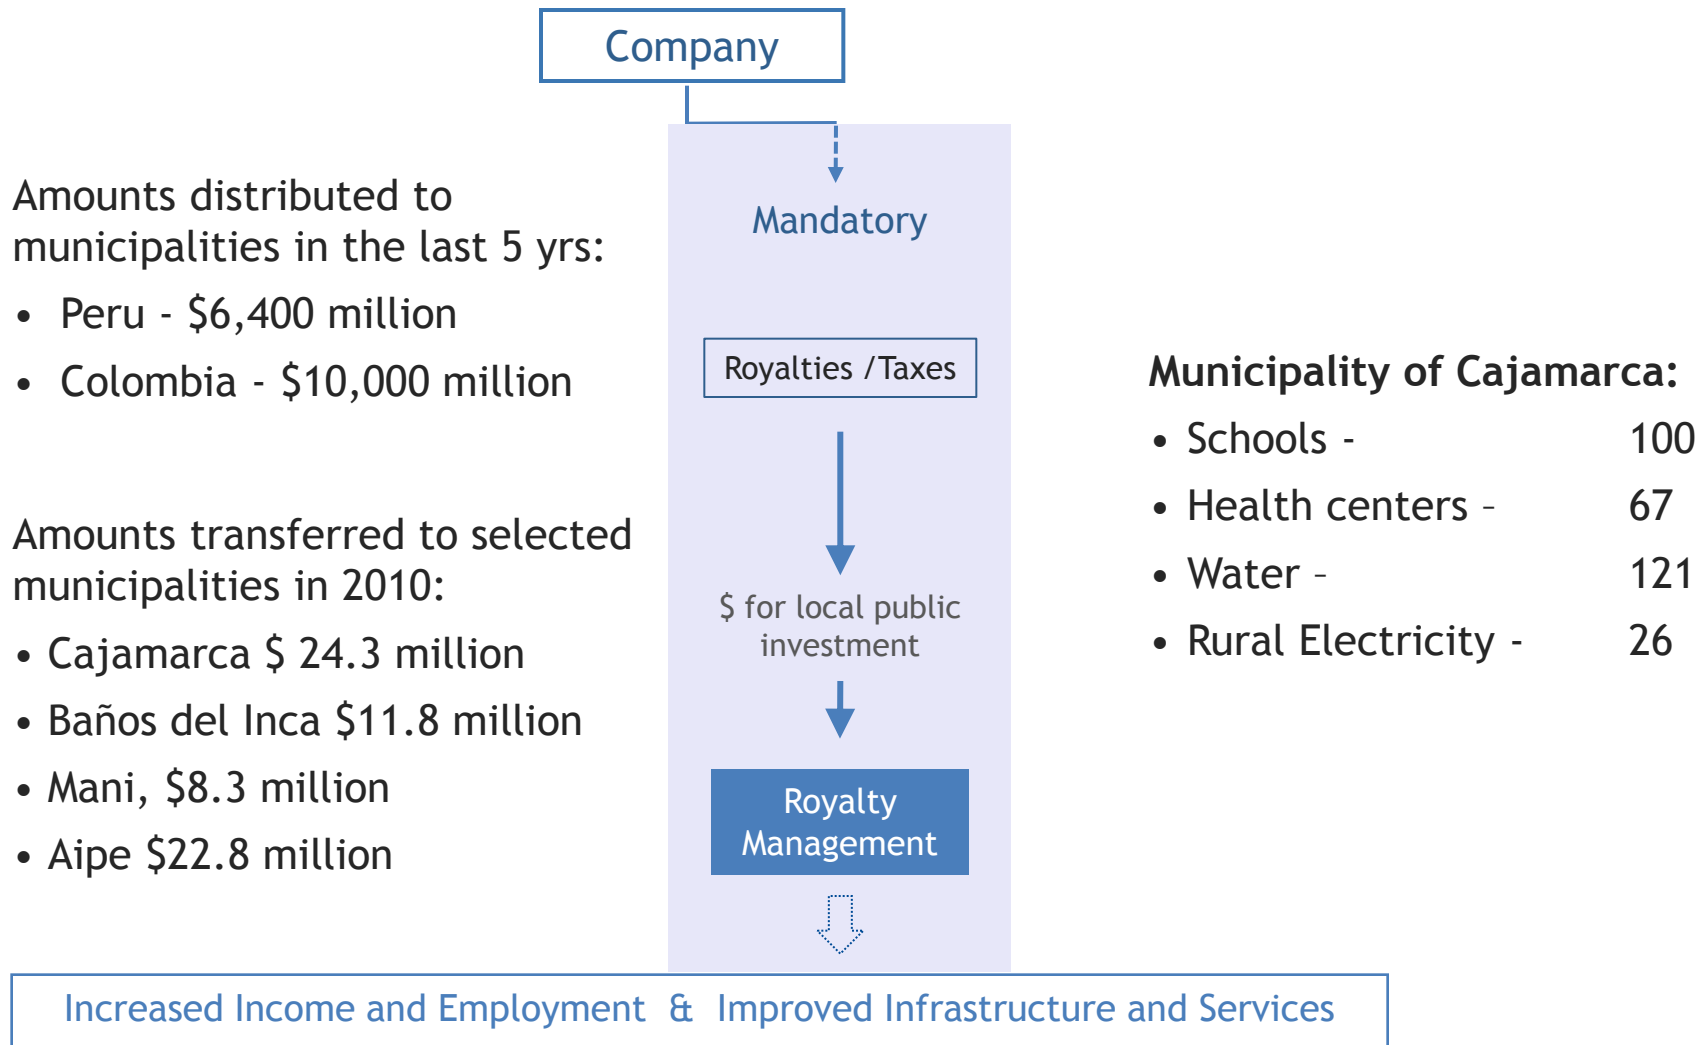 Company
Amounts distributed to
municipalities in the last 5 yrs:
• Peru - $6,400 million
• Colombia - $10,000 million
Amounts transferred to selected
municipalities in 2010:
• Cajamarca $ 24.3 million
• Baños del Inca $11.8 million
• Mani, $8.3 million
• Aipe $22.8 million
Mandatory
Royalties /Taxes
$ for local public
investment
Royalty
Management
Municipality of Cajamarca:
• Schools - 100
• Health centers – 67
• Water – 121
• Rural Electricity - 26
Increased Income and Employment & Improved Infrastructure and Services